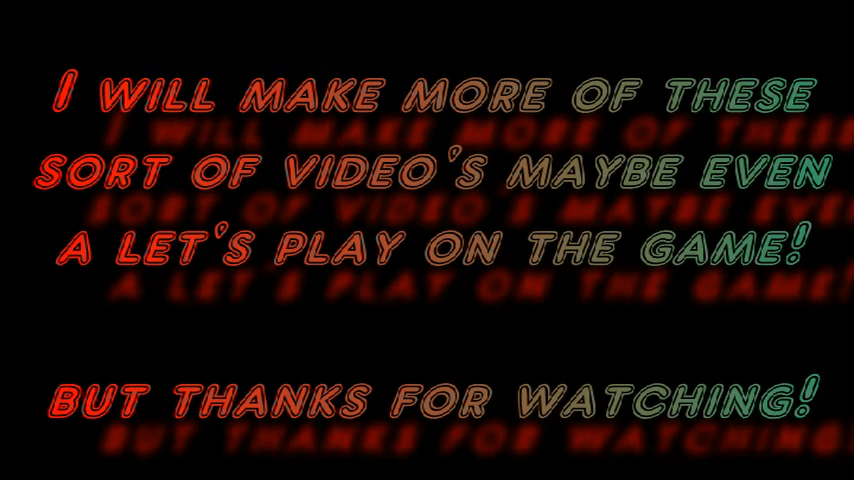 I WILL MAKE MORE OF THESE
SORT OF VIDEO'S MAYBE EVEN
A LET'S PLAY ON THE GAME!
BUT THANKS FOR WATCHING!